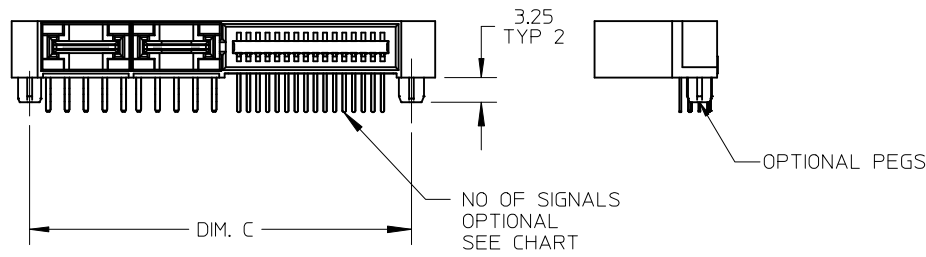 3.25
TYP 2
OPTIONAL PEGS
NO OF SIGNALS
OPTIONAL
SEE CHART
DIM. C